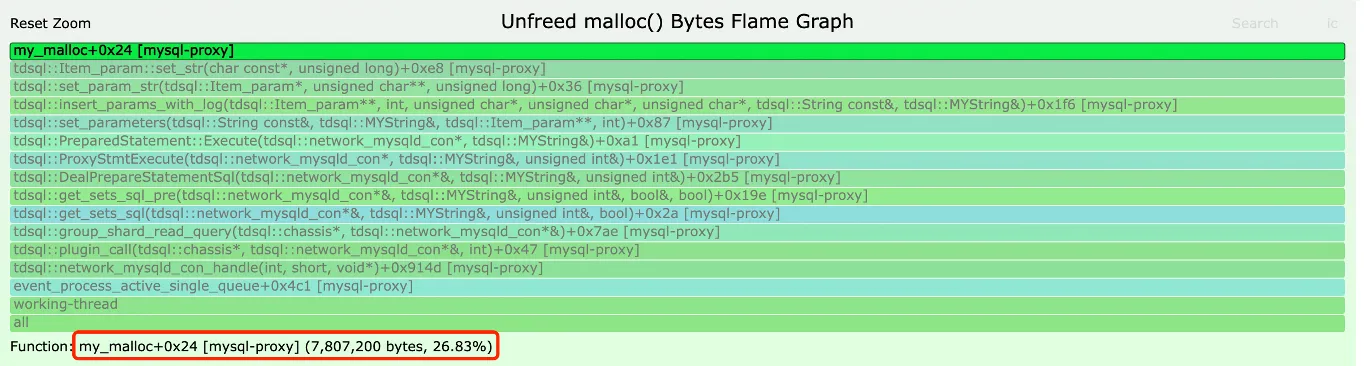 Reset Zoom Unfreed malloc() Bytes Flame Graph Search ic
my_malloc+0x24 [mysql-proxy]
tdsql::Item_param::set_str(char const*, unsigned long)+0xe8 [mysql-proxy]
tdsql::set_param_str(tdsql::Item_param*, unsigned char**, unsigned long)+0x36 [mysql-proxy]
tdsql::insert_params_with_log(tdsql::Item_param**, int, unsigned char*, unsigned char*, unsigned char*, tdsql::String const&, tdsql::MYString&)+0x1f6 [mysql-proxy]
tdsql::set_parameters(tdsql::String const&, tdsql::MYString&, tdsql::Item_param**, int)+0x87 [mysql-proxy]
tdsql::PreparedStatement::Execute(tdsql::network_mysqld_con*, tdsql::MYString&)+0xa1 [mysql-proxy]
tdsql::ProxyStmtExecute(tdsql::network_mysqld_con*, tdsql::MYString&, unsigned int&)+0x1e1 [mysql-proxy]
tdsql::DealPrepareStatementSql(tdsql::network_mysqld_con*&, tdsql::MYString&, unsigned int&)+0x2b5 [mysql-proxy]
tdsql::get_sets_sql_pre(tdsql::network_mysqld_con*&, tdsql::MYString&, unsigned int&, bool&, bool)+0x19e [mysql-proxy]
tdsql::get_sets_sql(tdsql::network_mysqld_con*&, tdsql::MYString&, unsigned int&, bool)+0x2a [mysql-proxy]
tdsql::group_shard_read_query(tdsql::chassis*, tdsql::network_mysqld_con*&)+0x7ae [mysql-proxy]
tdsql::plugin_call(tdsql::chassis*, tdsql::network_mysqld_con*&, int)+0x47 [mysql-proxy]
tdsql::network_mysqld_con_handle(int, short, void*)+0x914d [mysql-proxy]
event_process_active_single_queue+0x4c1 [mysql-proxy]
working-thread
all
Function: my_malloc+0x24 [mysql-proxy] (7,807,200 bytes, 26.83%)